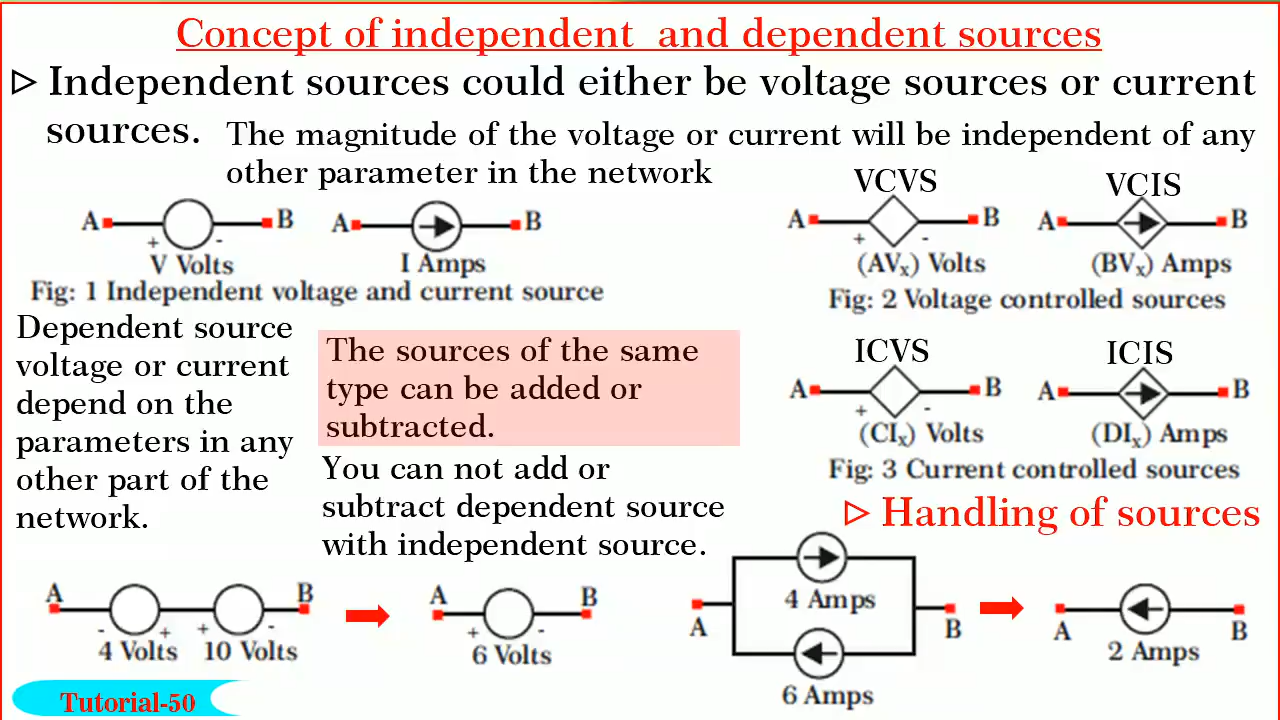 Concept of independent and dependent sources
Independent sources could either be voltage sources or current
sources.
The magnitude of the voltage or current will be independent of any
other parameter in the network
A
B
+
-
V Volts
A
B
I Amps
Fig: 1 Independent voltage and current source
VCVS
A
B
+
-
(AVx) Volts
VCIS
A
B
(BVx) Amps
Fig: 2 Voltage controlled sources
Dependent source
voltage or current
depend on the
parameters in any
other part of the
network.
The sources of the same
type can be added or
subtracted.
You can not add or
subtract dependent source
with independent source.
ICVS
A
B
+
-
(CIx) Volts
ICIS
A
B
(DIx) Amps
Fig: 3 Current controlled sources
Handling of sources
A
B
-
+
+
-
4 Volts
10 Volts
A
B
+
-
6 Volts
4 Amps
A
B
6 Amps
A
B
2 Amps
Tutorial-50